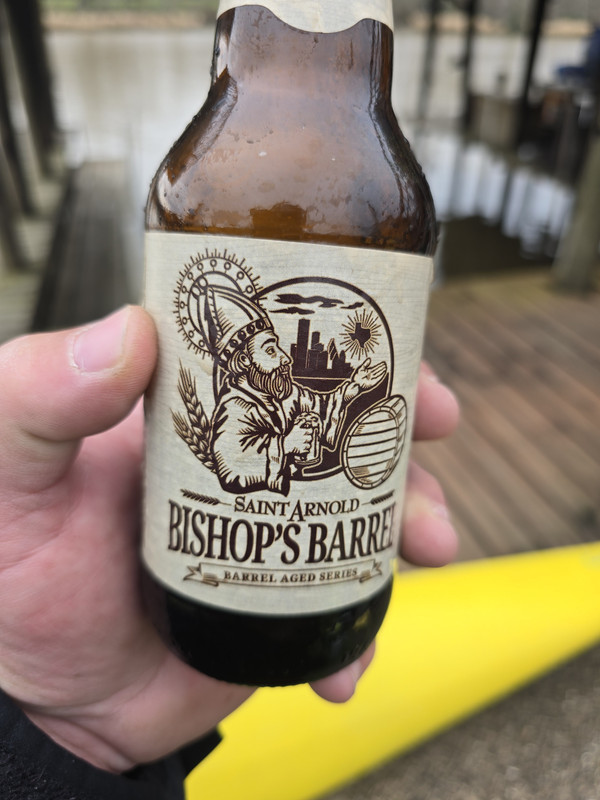 SAINT ARNOLD
BISHOP'S BARREL
BARREL AGED SERIES